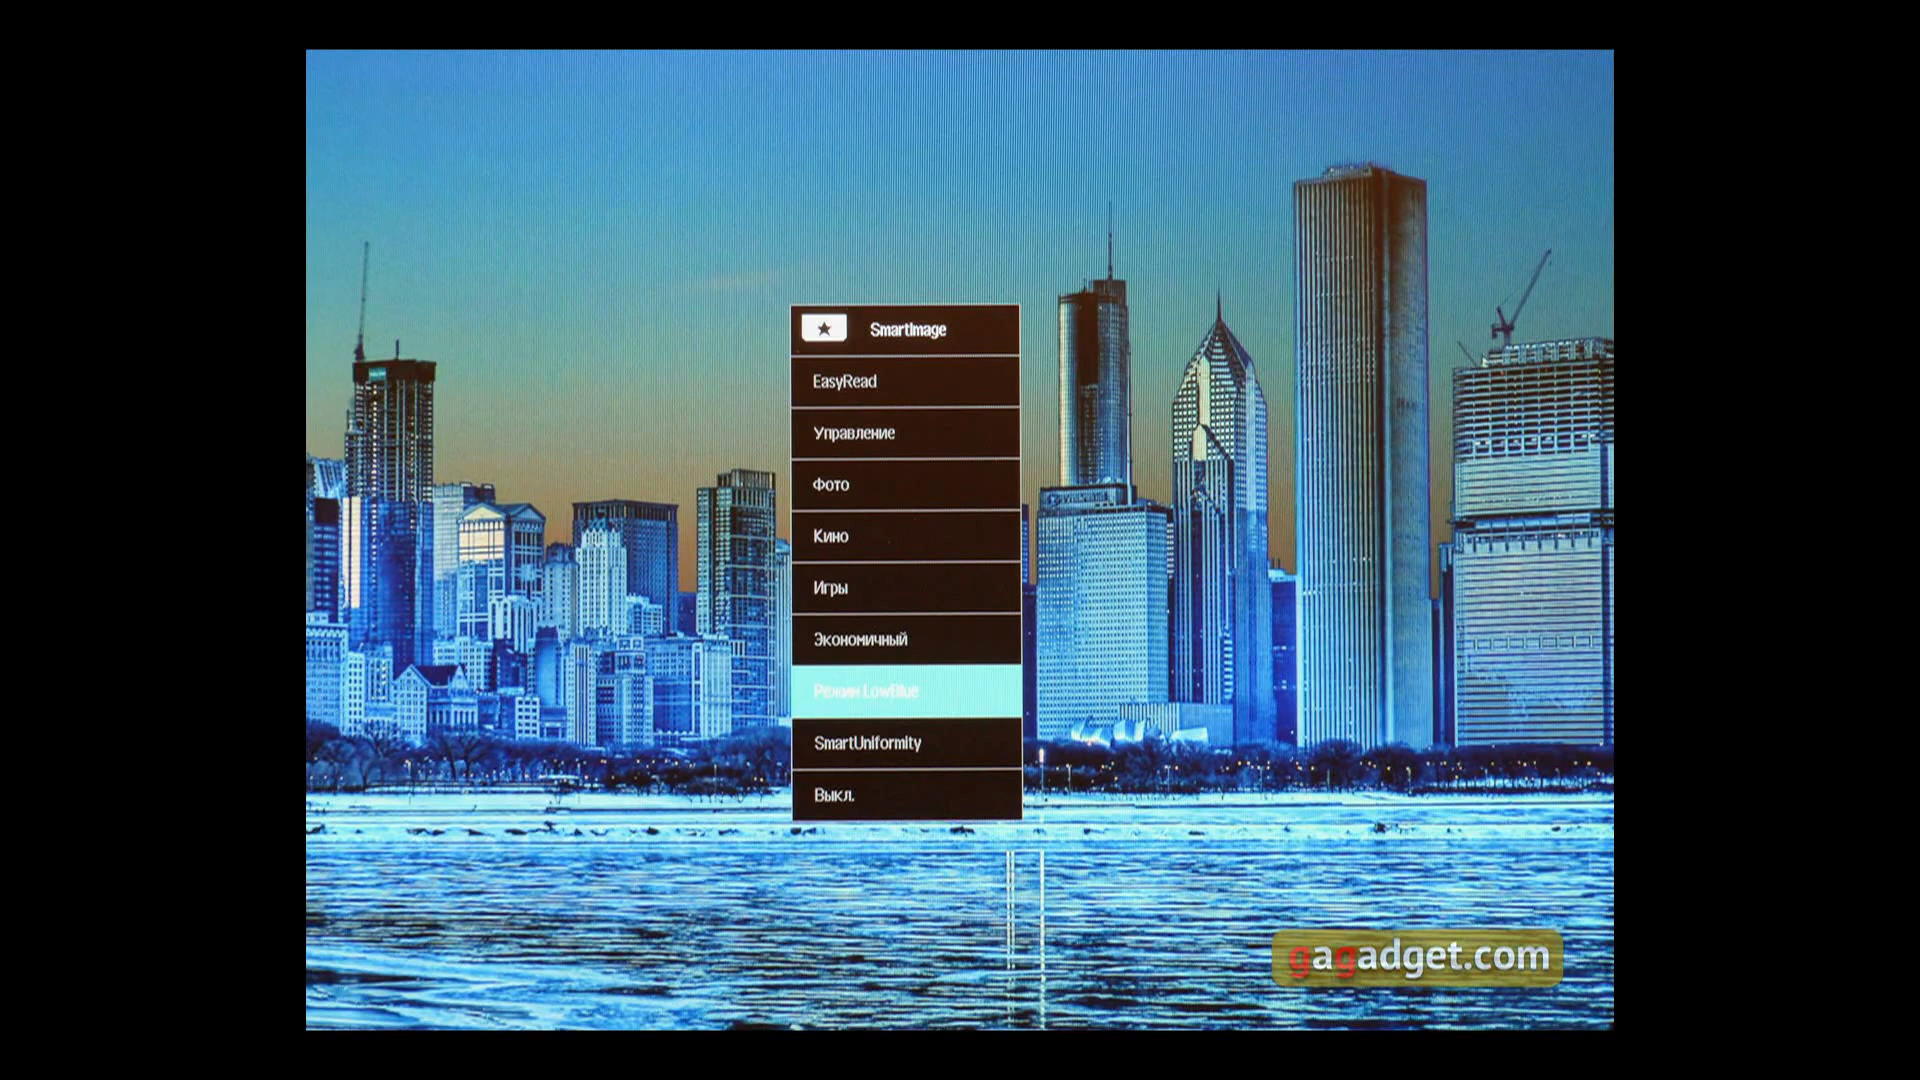 SmartImage
EasyRead
Управление
Фото
Кино
Игры
Экономичный
Режим LowBlue
SmartUniformity
Выкл.
gagadget.com